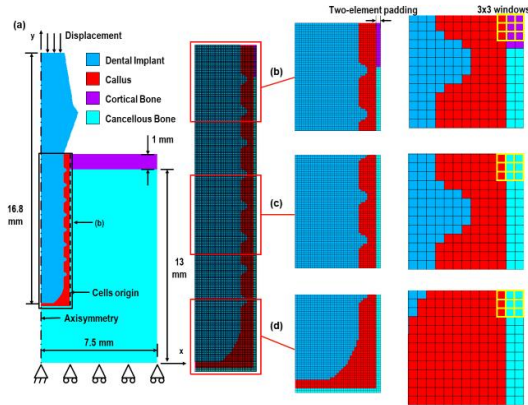 (a)
y
Displacement
Dental Implant
Callus
Cortical Bone
Cancellous Bone
1 mm
16.8
mm
(b)
13
mm
Cells origin
Axisymmetry
7.5 mm
x
Two-element padding
3x3 windows
(b)
(c)
(d)